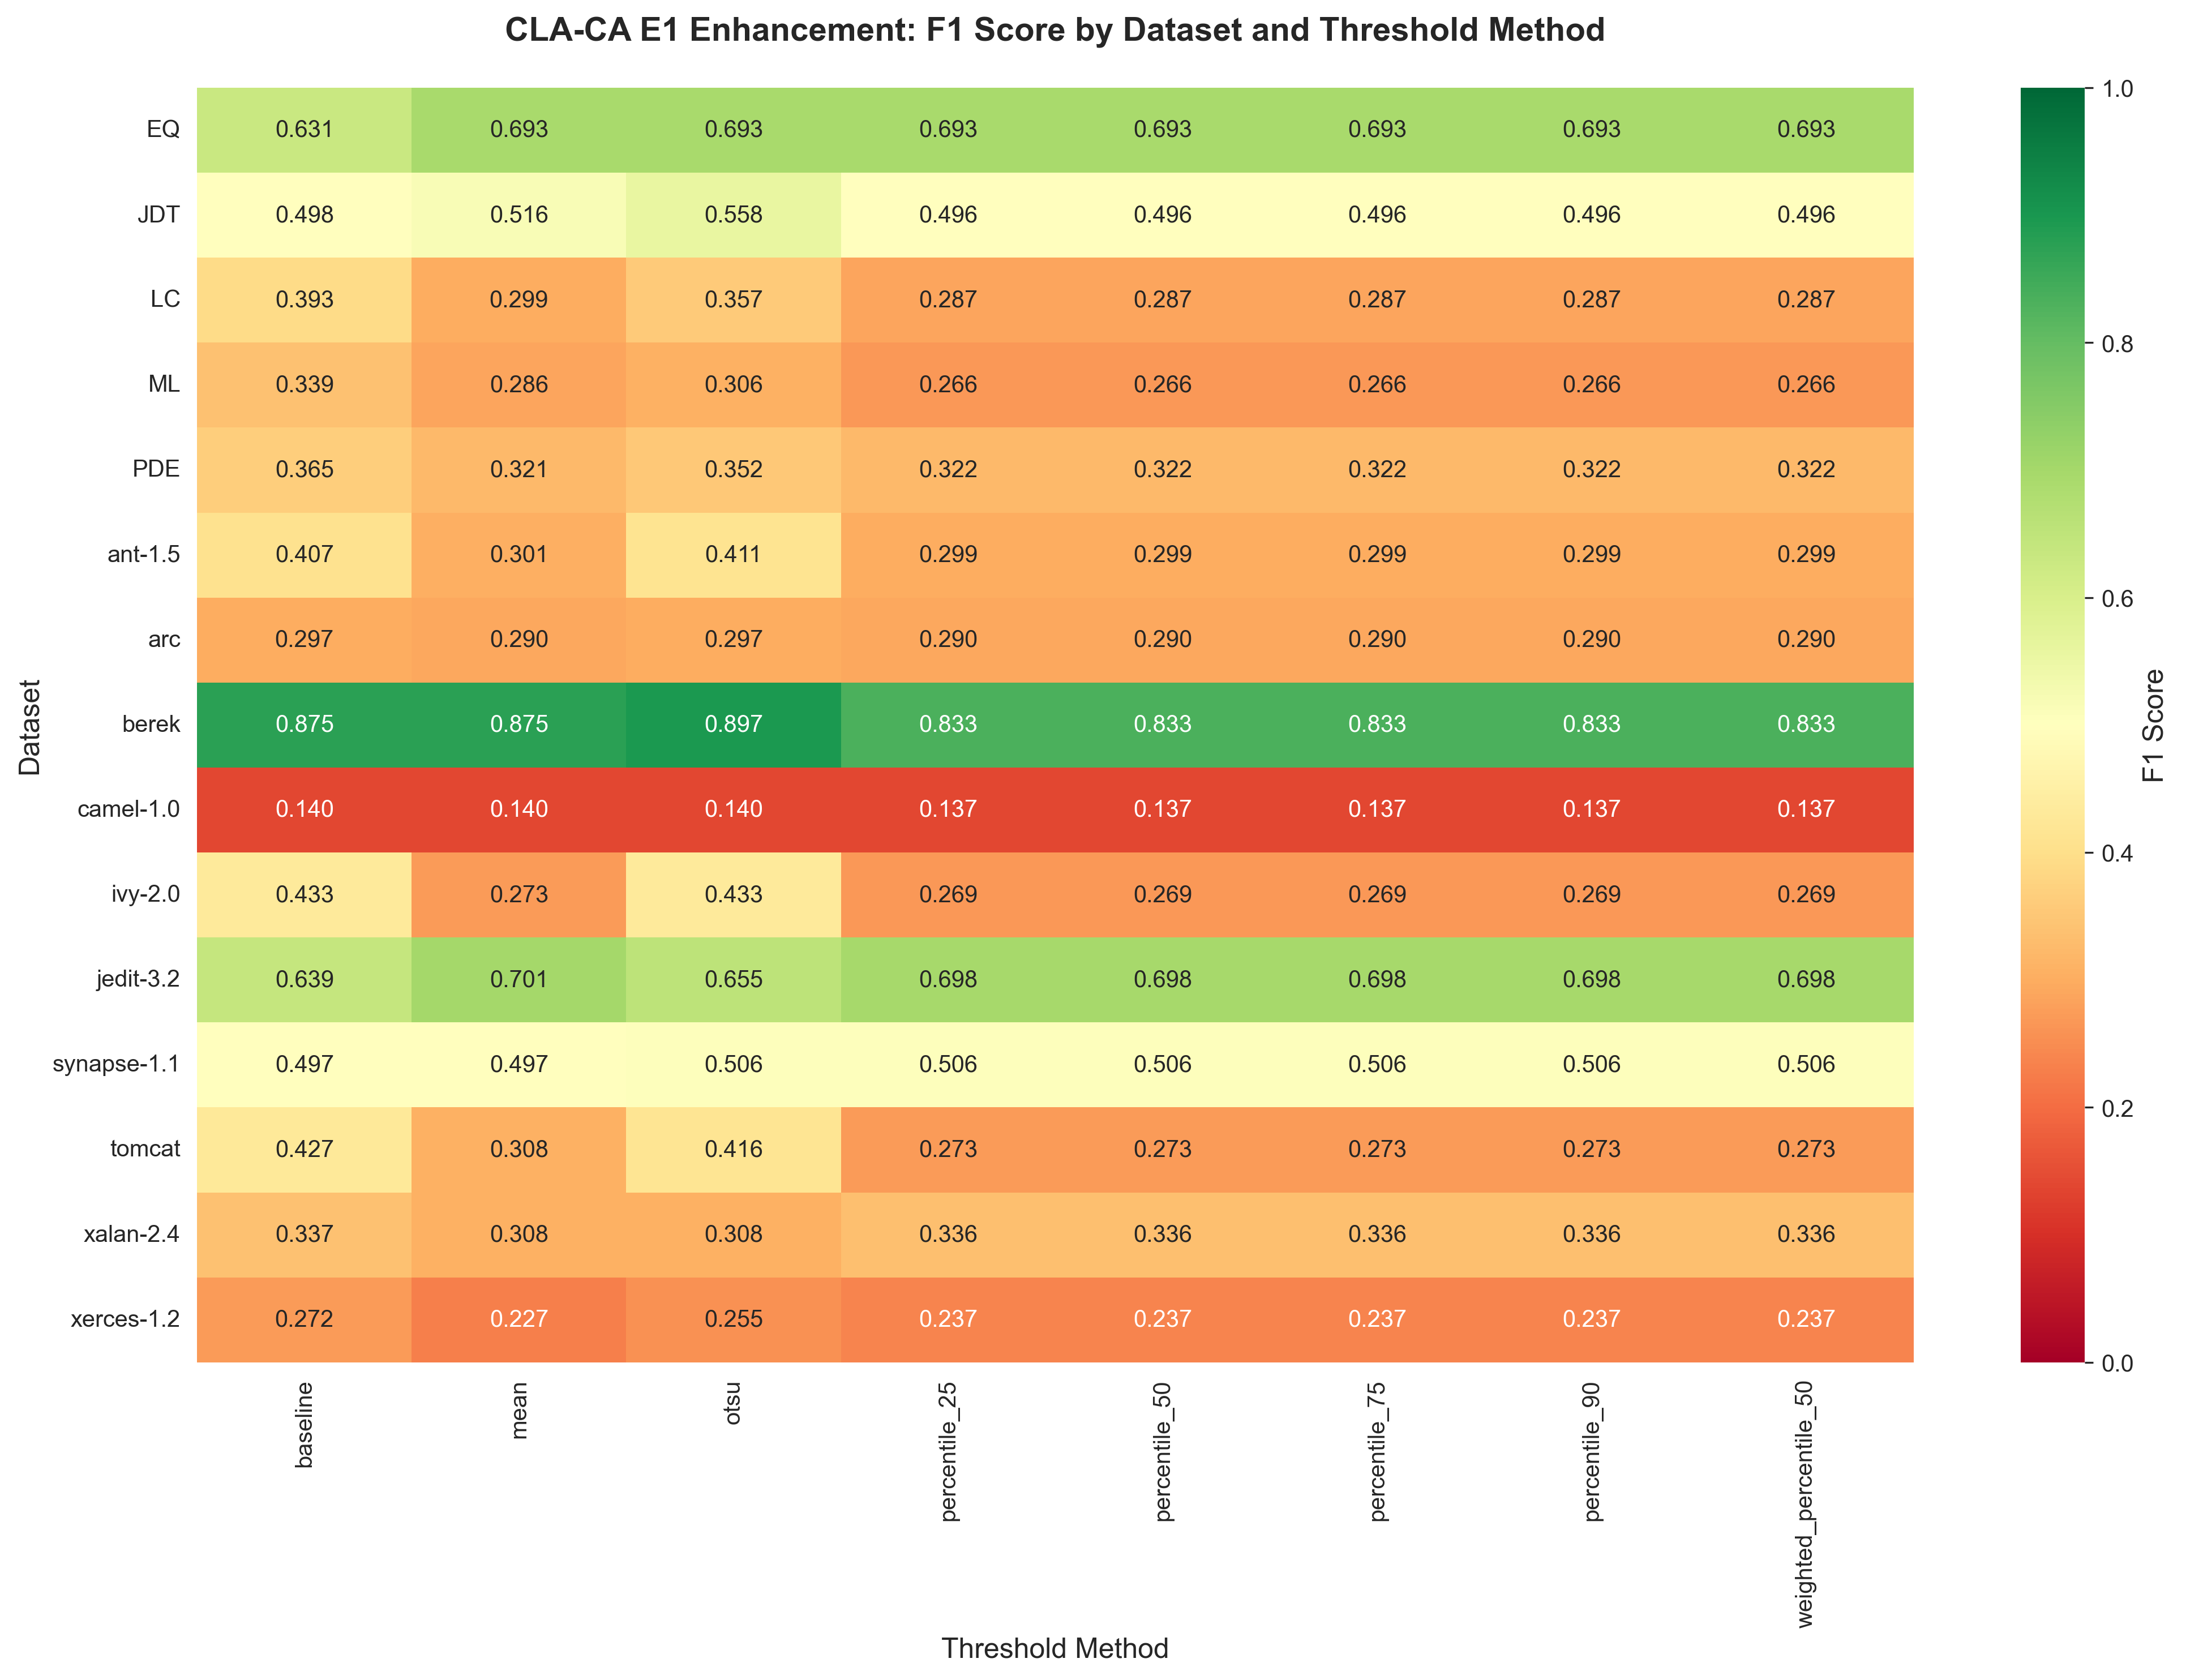 CLA-CA E1 Enhancement: F1 Score by Dataset and Threshold Method
Dataset
EQ 0.631 0.693 0.693 0.693 0.693 0.693 0.693 0.693
JDT 0.498 0.516 0.558 0.496 0.496 0.496 0.496 0.496
LC 0.393 0.299 0.357 0.287 0.287 0.287 0.287 0.287
ML 0.339 0.286 0.306 0.266 0.266 0.266 0.266 0.266
PDE 0.365 0.321 0.352 0.322 0.322 0.322 0.322 0.322
ant-1.5 0.407 0.301 0.411 0.299 0.299 0.299 0.299 0.299
arc 0.297 0.290 0.297 0.290 0.290 0.290 0.290 0.290
berek 0.875 0.875 0.897 0.833 0.833 0.833 0.833 0.833
camel-1.0 0.140 0.140 0.140 0.137 0.137 0.137 0.137 0.137
ivy-2.0 0.433 0.273 0.433 0.269 0.269 0.269 0.269 0.269
jedit-3.2 0.639 0.701 0.655 0.698 0.698 0.698 0.698 0.698
synapse-1.1 0.497 0.497 0.506 0.506 0.506 0.506 0.506 0.506
tomcat 0.427 0.308 0.416 0.273 0.273 0.273 0.273 0.273
xalan-2.4 0.337 0.308 0.308 0.336 0.336 0.336 0.336 0.336
xerces-1.2 0.272 0.227 0.255 0.237 0.237 0.237 0.237 0.237
baseline
mean
otsu
percentile_25
percentile_50
percentile_75
percentile_90
weighted_percentile_50
Threshold Method
1.0
0.8
0.6
0.4
0.2
0.0
F1 Score